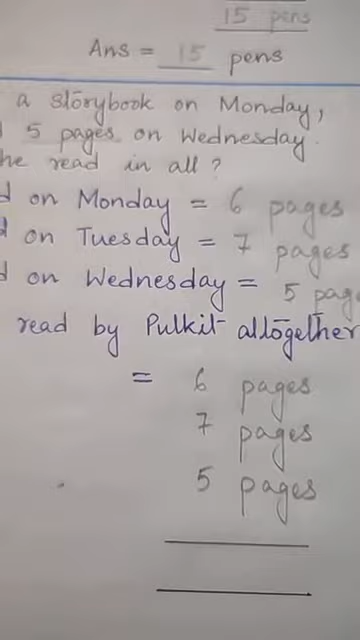 15 pens
Ans = 15 pens
a storybook on Monday,
5 pages on Wednesday.
he read in all ?
d on Monday = 6 pages
d on Tuesday = 7 pages
d on Wednesday = 5 page
read by Pulkit altogether
= 6 pages
7 pages
5 pages